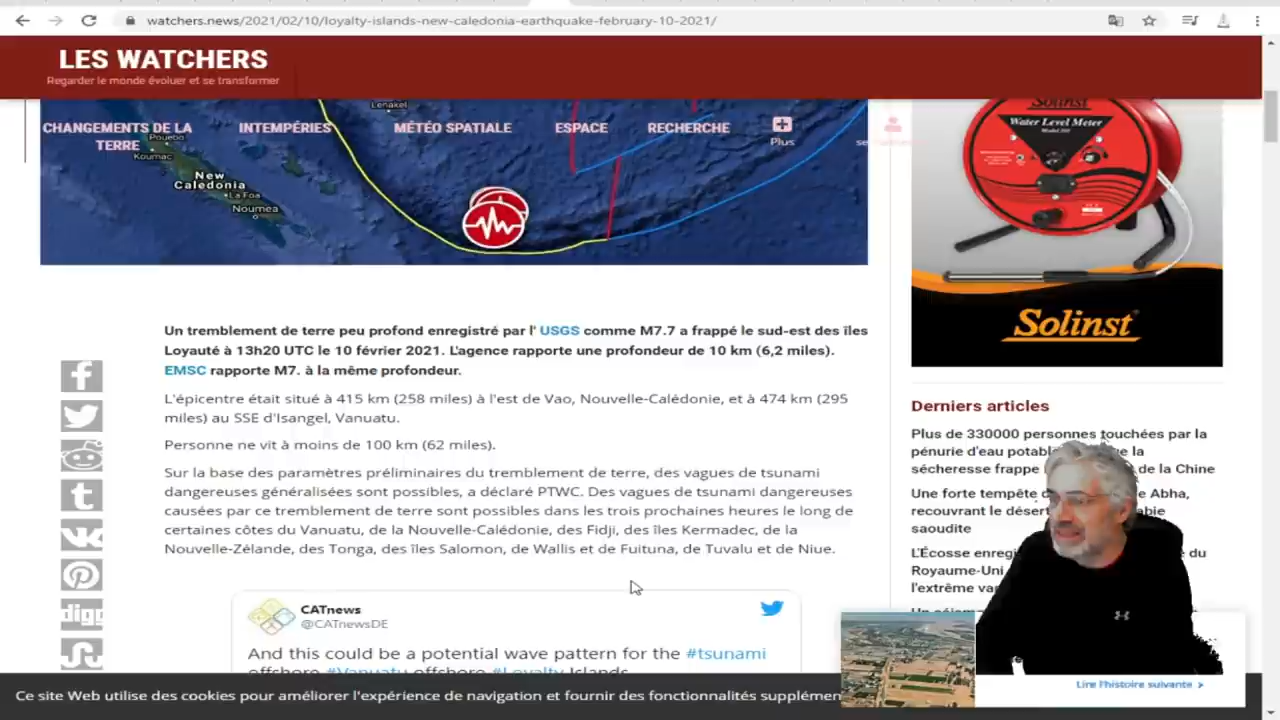 watchers.news/2021/02/10/loyalty-islands-new-caledonia-earthquake-february-10-2021/
LES WATCHERS
Regarder le monde évoluer et se transformer
CHANGEMENTS DE LA
TERRE
INTEMPÉRIES
MÉTÉO SPATIALE
ESPACE
RECHERCHE
Plus
Lenakel
Pouebo
Koumac
New
Caledonia
La Foa
Noumea
Solinst
Water Level Meter
Solinst
Un tremblement de terre peu profond enregistré par l' USGS comme M7.7 a frappé le sud-est des îles
Loyauté à 13h20 UTC le 10 février 2021. L'agence rapporte une profondeur de 10 km (6,2 miles).
EMSC rapporte M7. à la même profondeur.
L'épicentre était situé à 415 km (258 miles) à l'est de Vao, Nouvelle-Calédonie, et à 474 km (295
miles) au SSE d'Isangel, Vanuatu.
Personne ne vit à moins de 100 km (62 miles).
Sur la base des paramètres préliminaires du tremblement de terre, des vagues de tsunami
dangereuses généralisées sont possibles, a déclaré PTWC. Des vagues de tsunami dangereuses
causées par ce tremblement de terre sont possibles dans les trois prochaines heures le long de
certaines côtes du Vanuatu, de la Nouvelle-Calédonie, des Fidji, des îles Kermadec, de la
Nouvelle-Zélande, des Tonga, des îles Salomon, de Wallis et de Fuituna, de Tuvalu et de Niue.
digg
CATnews
@CATnewsDE
And this could be a potential wave pattern for the #tsunami
offshore #Vanuatu offshore #Loyalty Islands
Derniers articles
Plus de 330000 personnes touchées par la
pénurie d'eau potable la
sécheresse frappe de la Chine
Une forte tempête Abha,
recouvrant le désert
saoudite
L'Écosse du
Royaume-Uni
Lire l'histoire suivante >
Ce site Web utilise des cookies pour améliorer l'expérience de navigation et fournir des fonctionnalités